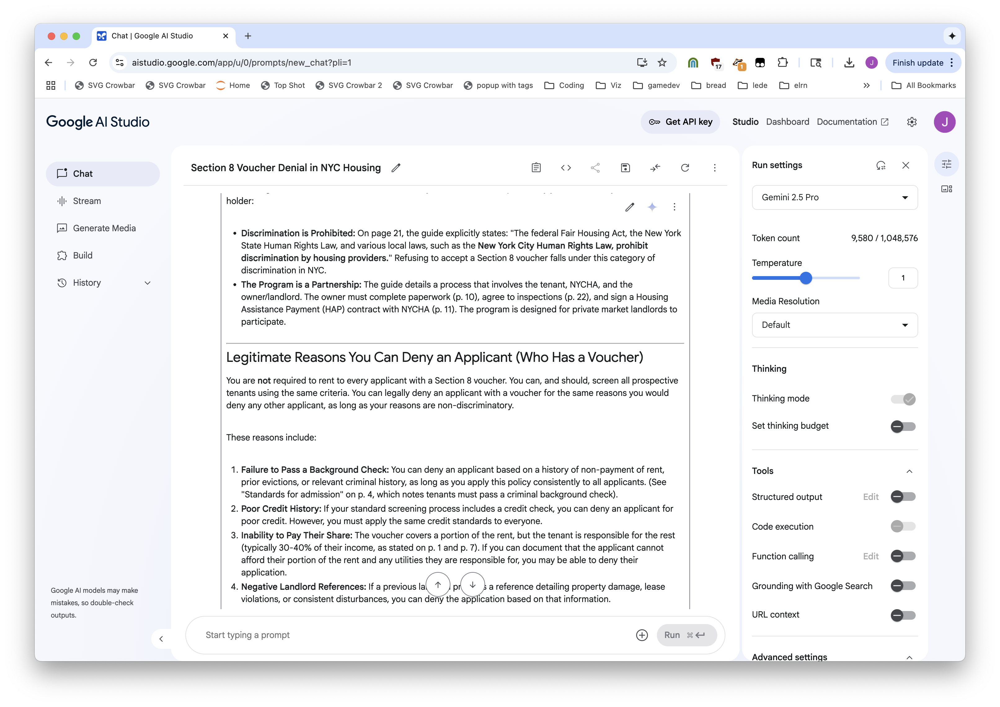 Chat | Google AI Studio
aistudio.google.com/app/u/0/prompts/new_chat?pli=1
17
1
J
Finish update
SVG Crowbar
SVG Crowbar
Home
Top Shot
SVG Crowbar 2
SVG Crowbar
popup with tags
Coding
Viz
gamedev
bread
lede
elrn
All Bookmarks
Google AI Studio
Get API key
Studio
Dashboard
Documentation
J
Chat
Stream
Generate Media
Build
History
Google AI models may make
mistakes, so double-check
outputs.
Section 8 Voucher Denial in NYC Housing
holder:
• Discrimination is Prohibited: On page 21, the guide explicitly states: "The federal Fair Housing Act, the New York
State Human Rights Law, and various local laws, such as the New York City Human Rights Law, prohibit
discrimination by housing providers." Refusing to accept a Section 8 voucher falls under this category of
discrimination in NYC.
• The Program is a Partnership: The guide details a process that involves the tenant, NYCHA, and the
owner/landlord. The owner must complete paperwork (p. 10), agree to inspections (p. 22), and sign a Housing
Assistance Payment (HAP) contract with NYCHA (p. 11). The program is designed for private market landlords to
participate.
Legitimate Reasons You Can Deny an Applicant (Who Has a Voucher)
You are not required to rent to every applicant with a Section 8 voucher. You can, and should, screen all prospective
tenants using the same criteria. You can legally deny an applicant with a voucher for the same reasons you would
deny any other applicant, as long as your reasons are non-discriminatory.
These reasons include:
1. Failure to Pass a Background Check: You can deny an applicant based on a history of non-payment of rent,
prior evictions, or relevant criminal history, as long as you apply this policy consistently to all applicants. (See
"Standards for admission" on p. 4, which notes tenants must pass a criminal background check).
2. Poor Credit History: If your standard screening process includes a credit check, you can deny an applicant for
poor credit. However, you must apply the same credit standards to everyone.
3. Inability to Pay Their Share: The voucher covers a portion of the rent, but the tenant is responsible for the rest
(typically 30-40% of their income, as stated on p. 1 and p. 7). If you can document that the applicant cannot
afford their portion of the rent and any utilities they are responsible for, you may be able to deny their
application.
4. Negative Landlord References: If a previous a reference detailing property damage, lease
violations, or consistent disturbances, you can deny the application based on that information.
Start typing a prompt
Run ⌘
Run settings
Gemini 2.5 Pro
Token count 9,580 / 1,048,576
Temperature
1
Media Resolution
Default
Thinking
Thinking mode
Set thinking budget
Tools
Structured output Edit
Code execution
Function calling Edit
Grounding with Google Search
URL context
Advanced settings